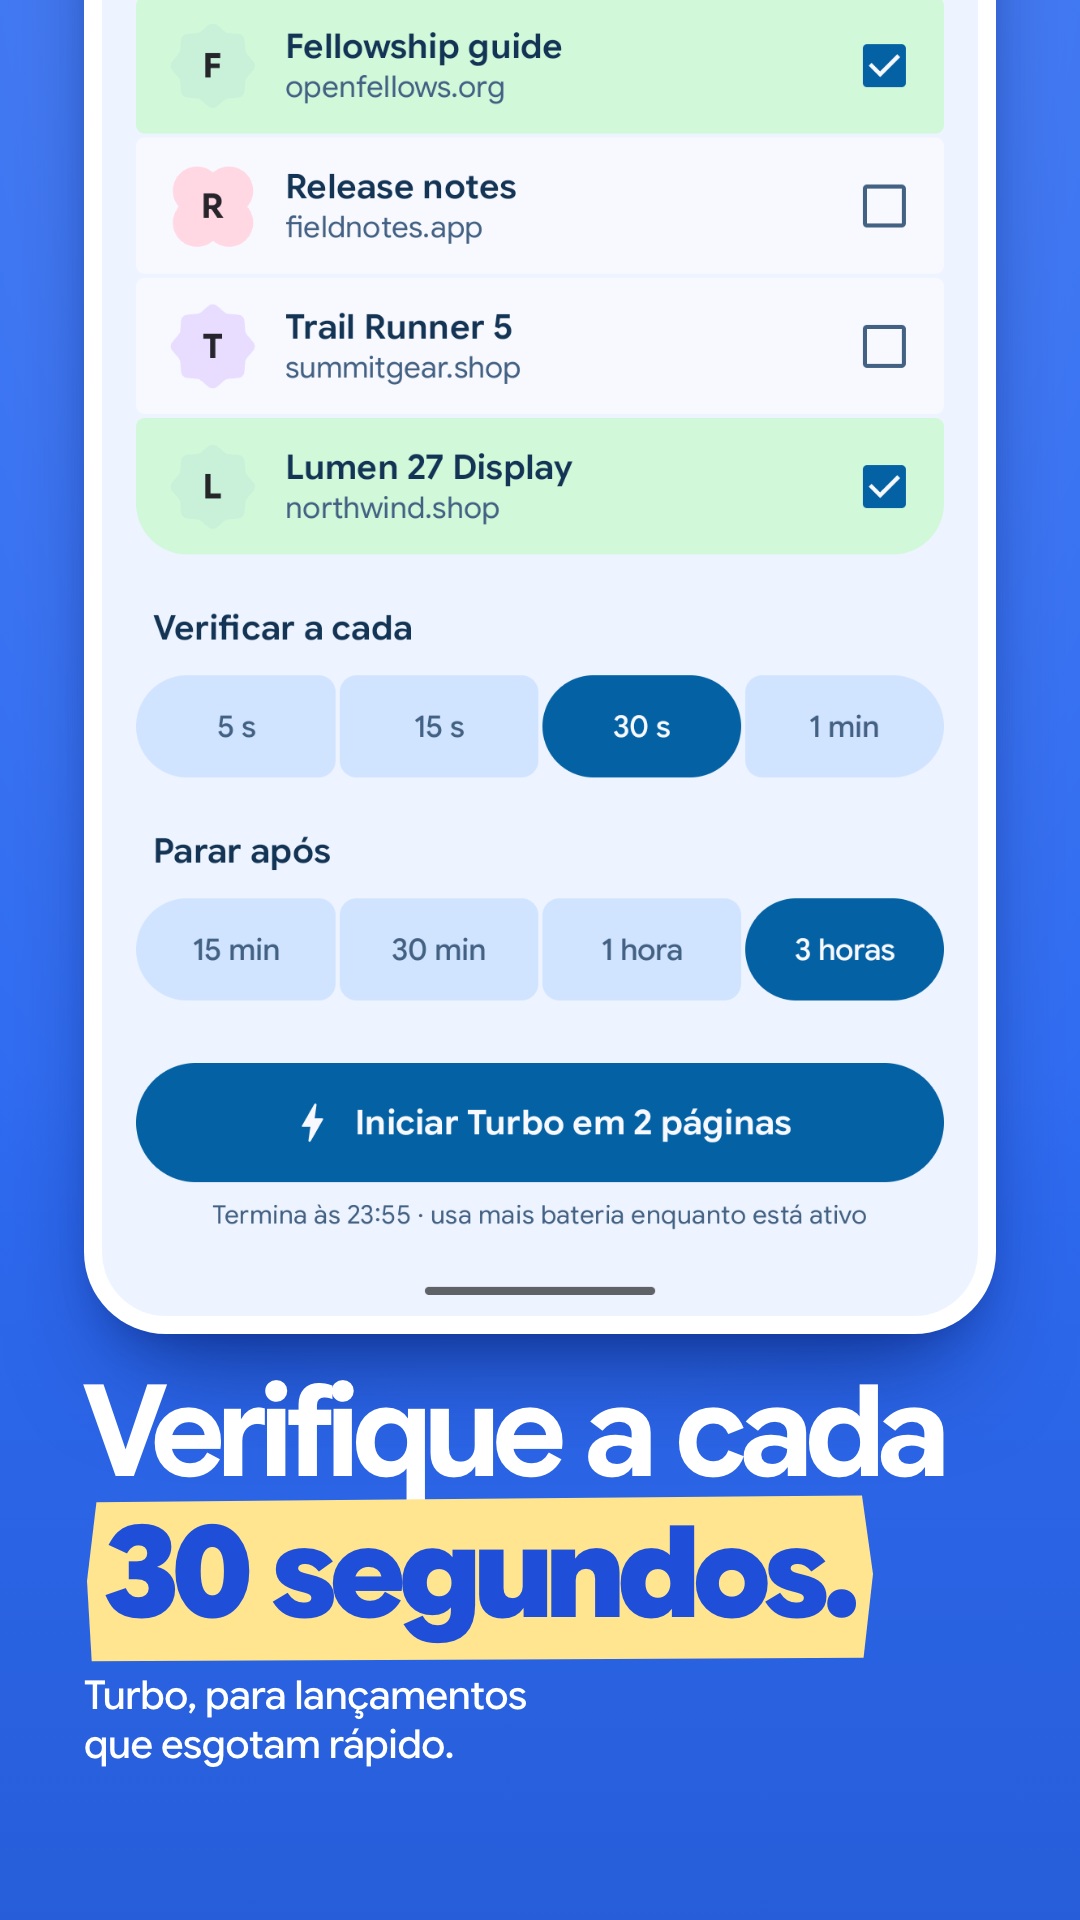 F
Fellowship guide
openfellows.org
R
Release notes
fieldnotes.app
T
Trail Runner 5
summitgear.shop
L
Lumen 27 Display
northwind.shop
Verificar a cada
5 s
15 s
30 s
1 min
Parar após
15 min
30 min
1 hora
3 horas
Iniciar Turbo em 2 páginas
Termina às 23:55 · usa mais bateria enquanto está ativo
Verifique a cada
30 segundos.
Turbo, para lançamentos
que esgotam rápido.